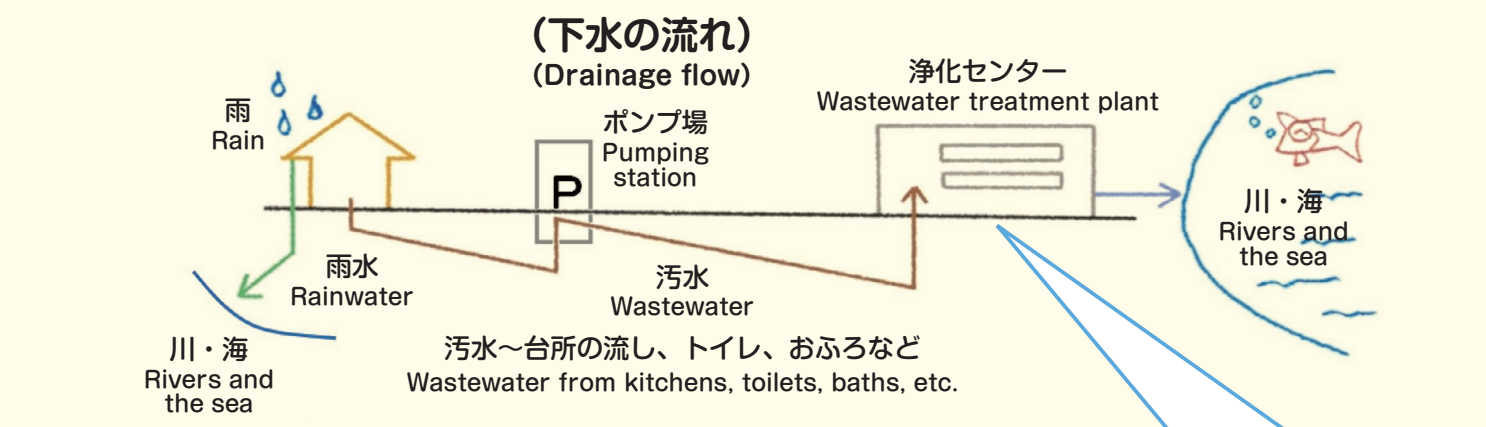 (下水の流れ)
(Drainage flow)
雨
Rain
ポンプ場
Pumping
station
P
浄化センター
Wastewater treatment plant
川・海
Rivers and
the sea
雨水
Rainwater
汚水
Wastewater
川・海
Rivers and
the sea
汚水～台所の流し、トイレ、おふろなど
Wastewater from kitchens, toilets, baths, etc.